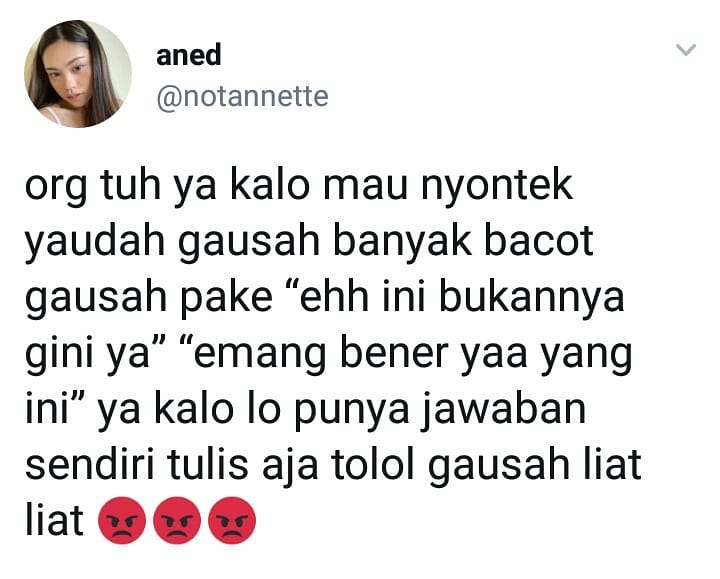 aned
@notannette
org tuh ya kalo mau nyontek
yaudah gausah banyak bacot
gausah pake “ehh ini bukannya
gini ya” “emang bener yaa yang
ini” ya kalo lo punya jawaban
sendiri tulis aja tolol gausah liat
liat 😡😡😡